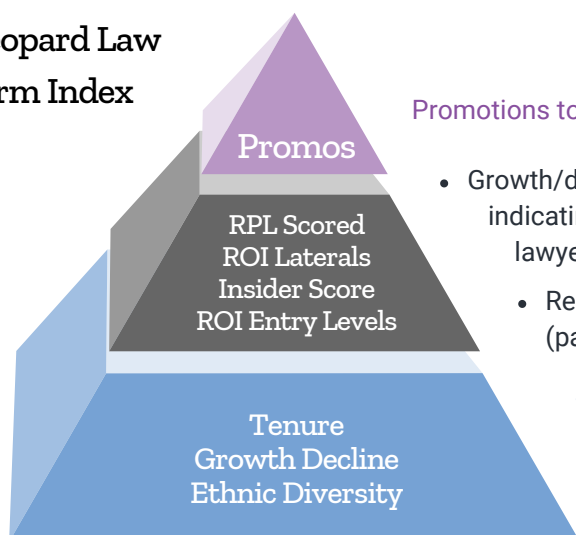 opard Law
rm Index
Promotions to
Promos
• Growth/d
indicatin
lawye
• Re
(pa
RPL Scored
ROI Laterals
Insider Score
ROI Entry Levels
Tenure
Growth Decline
Ethnic Diversity